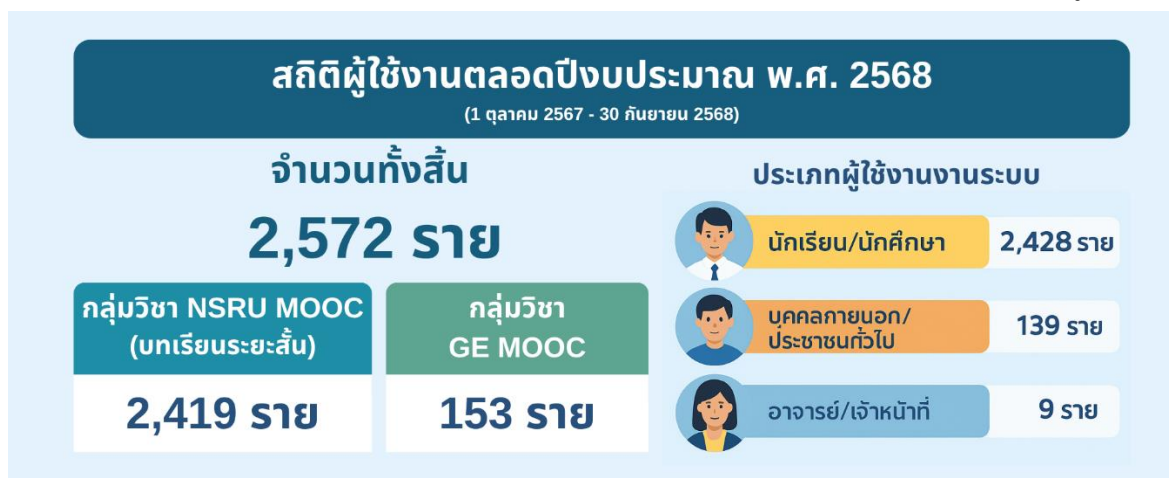 สถิติผู้ใช้งานตลอดปีงบประมาณ พ.ศ. 2568
(1 ตุลาคม 2567 - 30 กันยายน 2568)
จำนวนทั้งสิ้น
2,572 ราย
กลุ่มวิชา NSRU MOOC
(บทเรียนระยะสั้น)
2,419 ราย
กลุ่มวิชา
GE MOOC
153 ราย
ประเภทผู้ใช้งานงานระบบ
นักเรียน/นักศึกษา
2,428 ราย
บุคคลภายนอก/
ประชาชนทั่วไป
139 ราย
อาจารย์/เจ้าหน้าที่
9 ราย